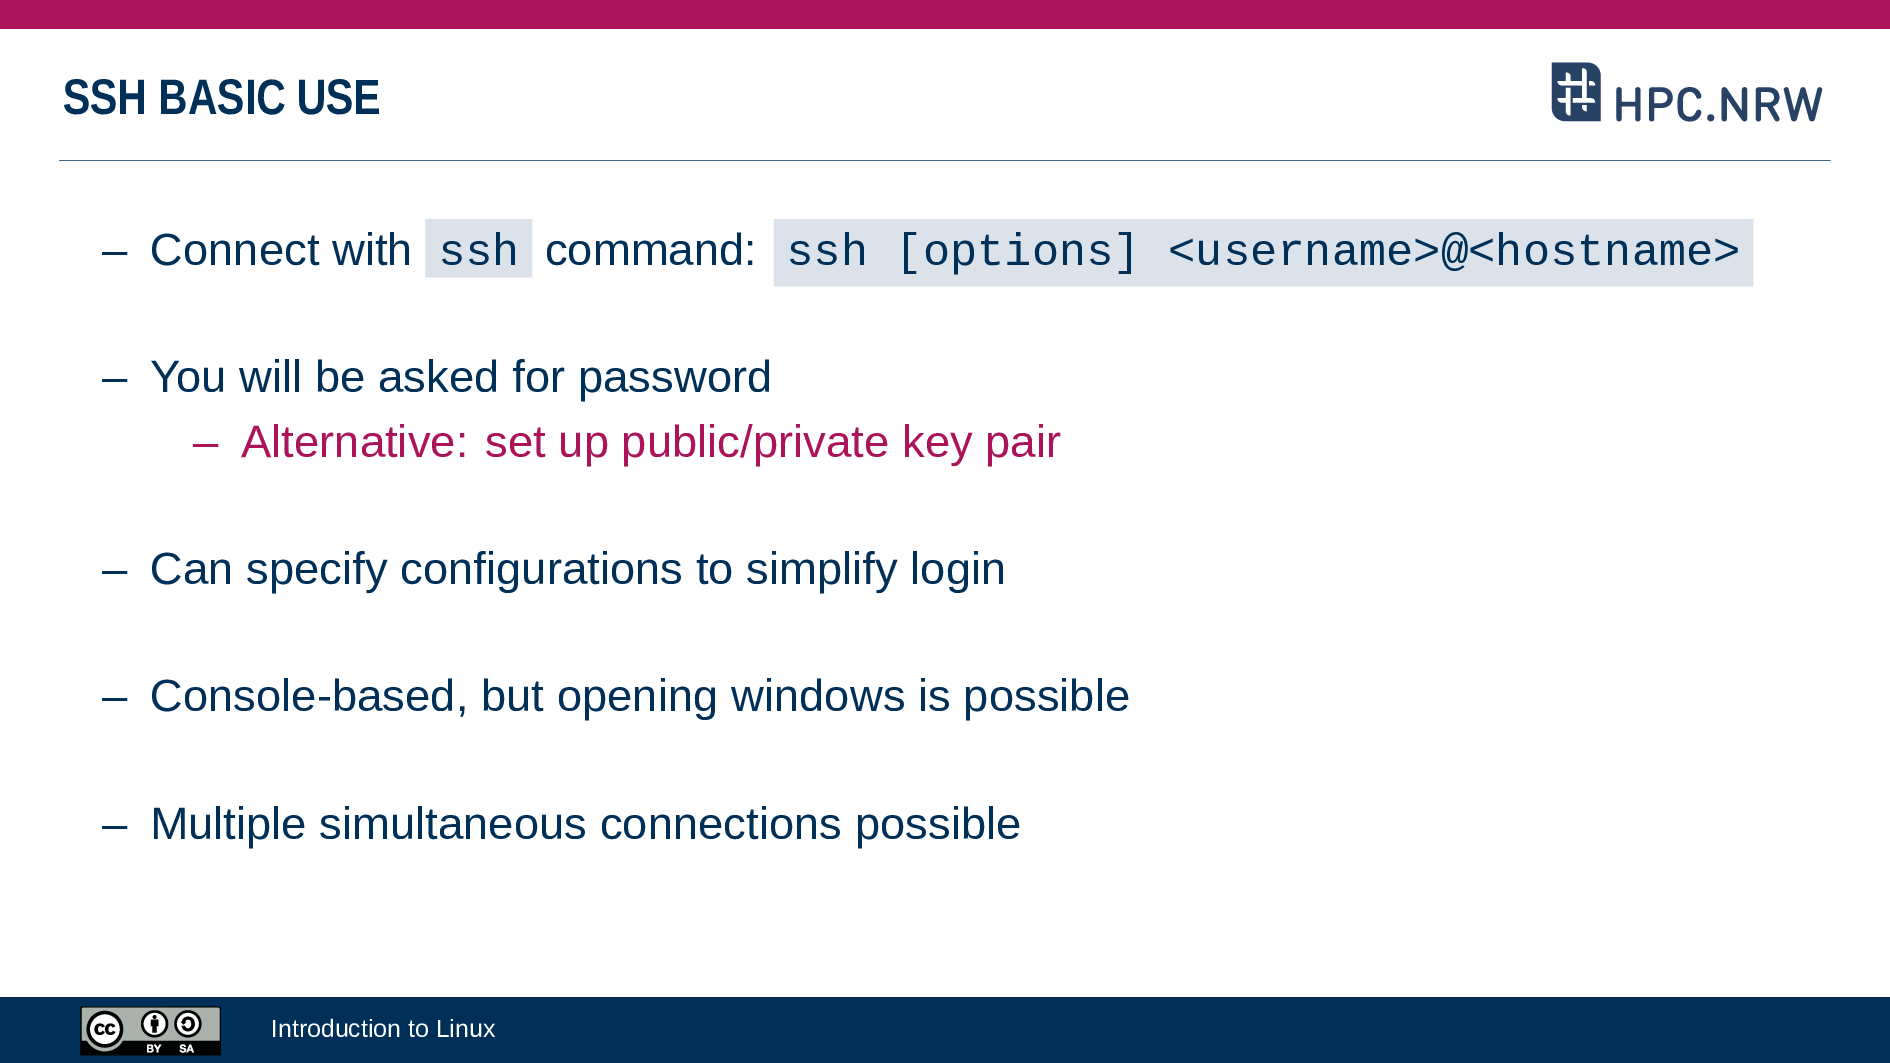 SSH BASIC USE
HPC.NRW
– Connect with ssh command: ssh [options] <username>@<hostname>
– You will be asked for password
– Alternative: set up public/private key pair
– Can specify configurations to simplify login
– Console-based, but opening windows is possible
– Multiple simultaneous connections possible
cc BY SA
Introduction to Linux